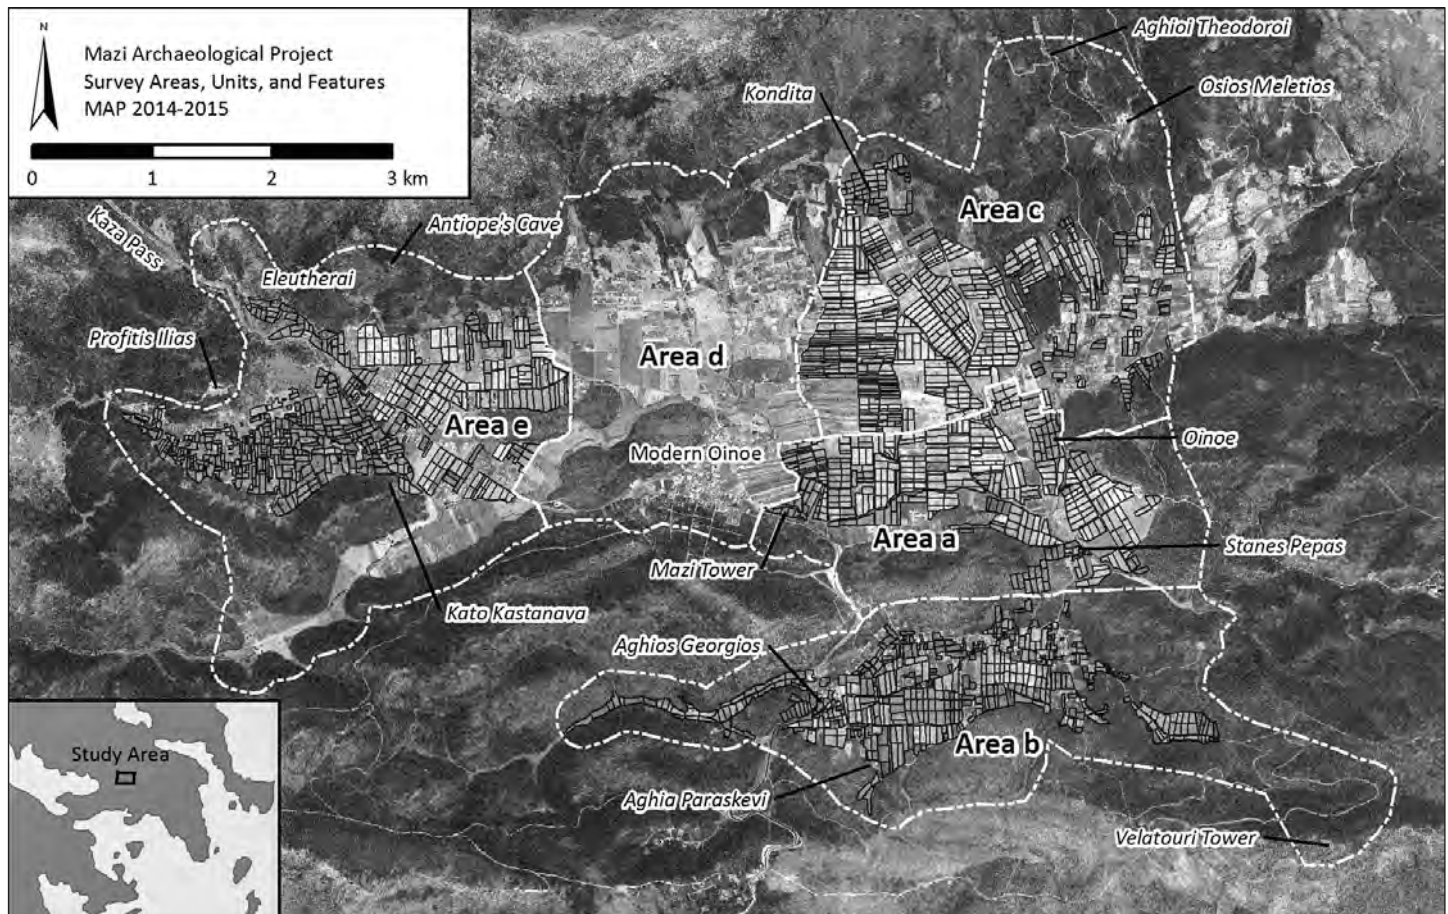 N
Mazi Archaeological Project
Survey Areas, Units, and Features
MAP 2014-2015
0 1 2 3 km
Aghioi Theodoroi
Kondita
Osios Meletios
Kaza Pass
Antiope's Cave
Area c
Eleutherai
Profitis Ilias
Area d
Area e
Modern Oinoe
Oinoe
Area a
Stanes Pepas
Mazi Tower
Kato Kastanava
Aghios Georgios
Area b
Study Area
Aghia Paraskevi
Velatouri Tower